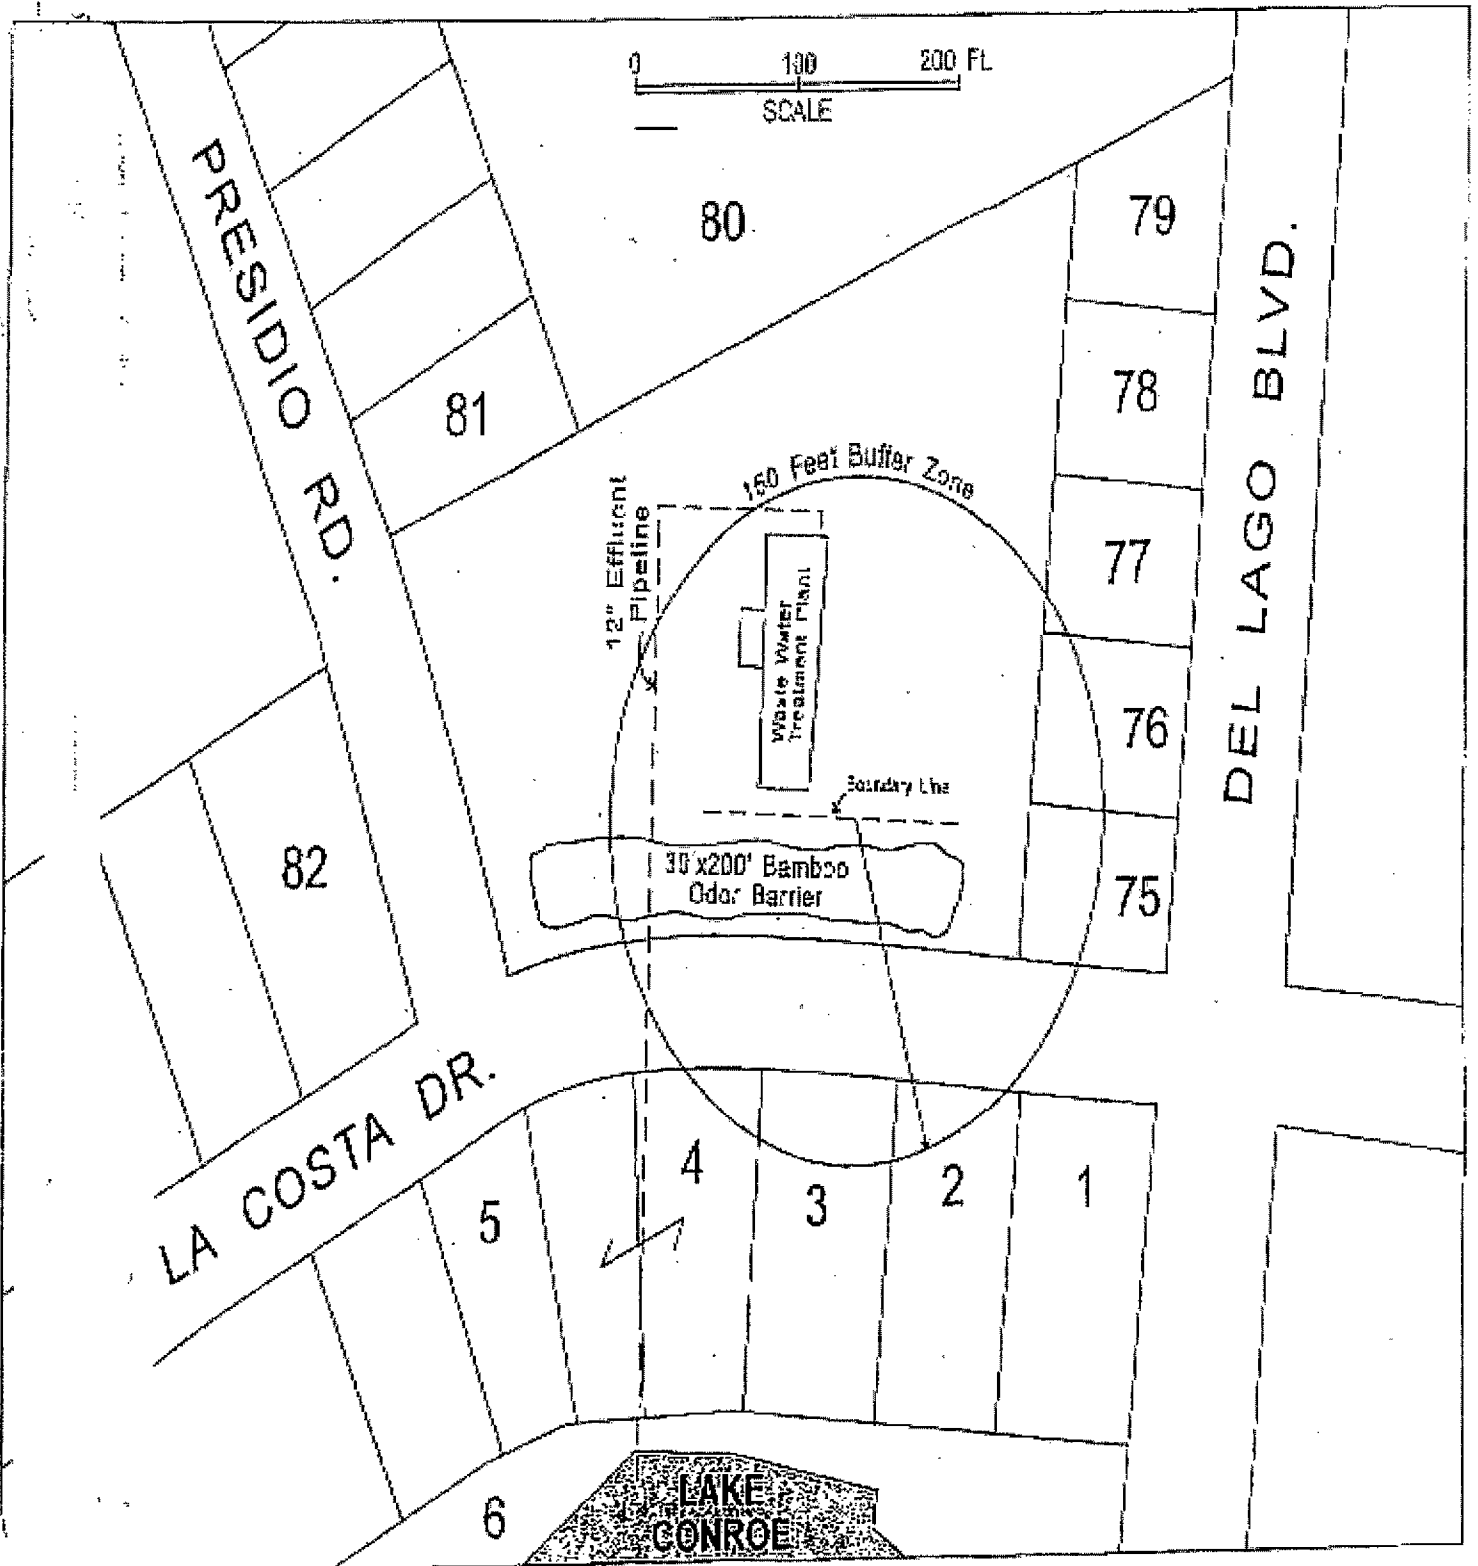 0 100 200 Ft.
SCALE
PRESIDIO RD.
80
79
DEL LAGO BLVD.
78
81
150 Feet Buffer Zone
12" Effluent
Pipeline
77
Waste Water
Treatment Plant
76
Boundry Line
82
30'x200' Bamboo
Odor Barrier
75
LA COSTA DR.
4
3
2
1
5
6
LAKE
CONROE